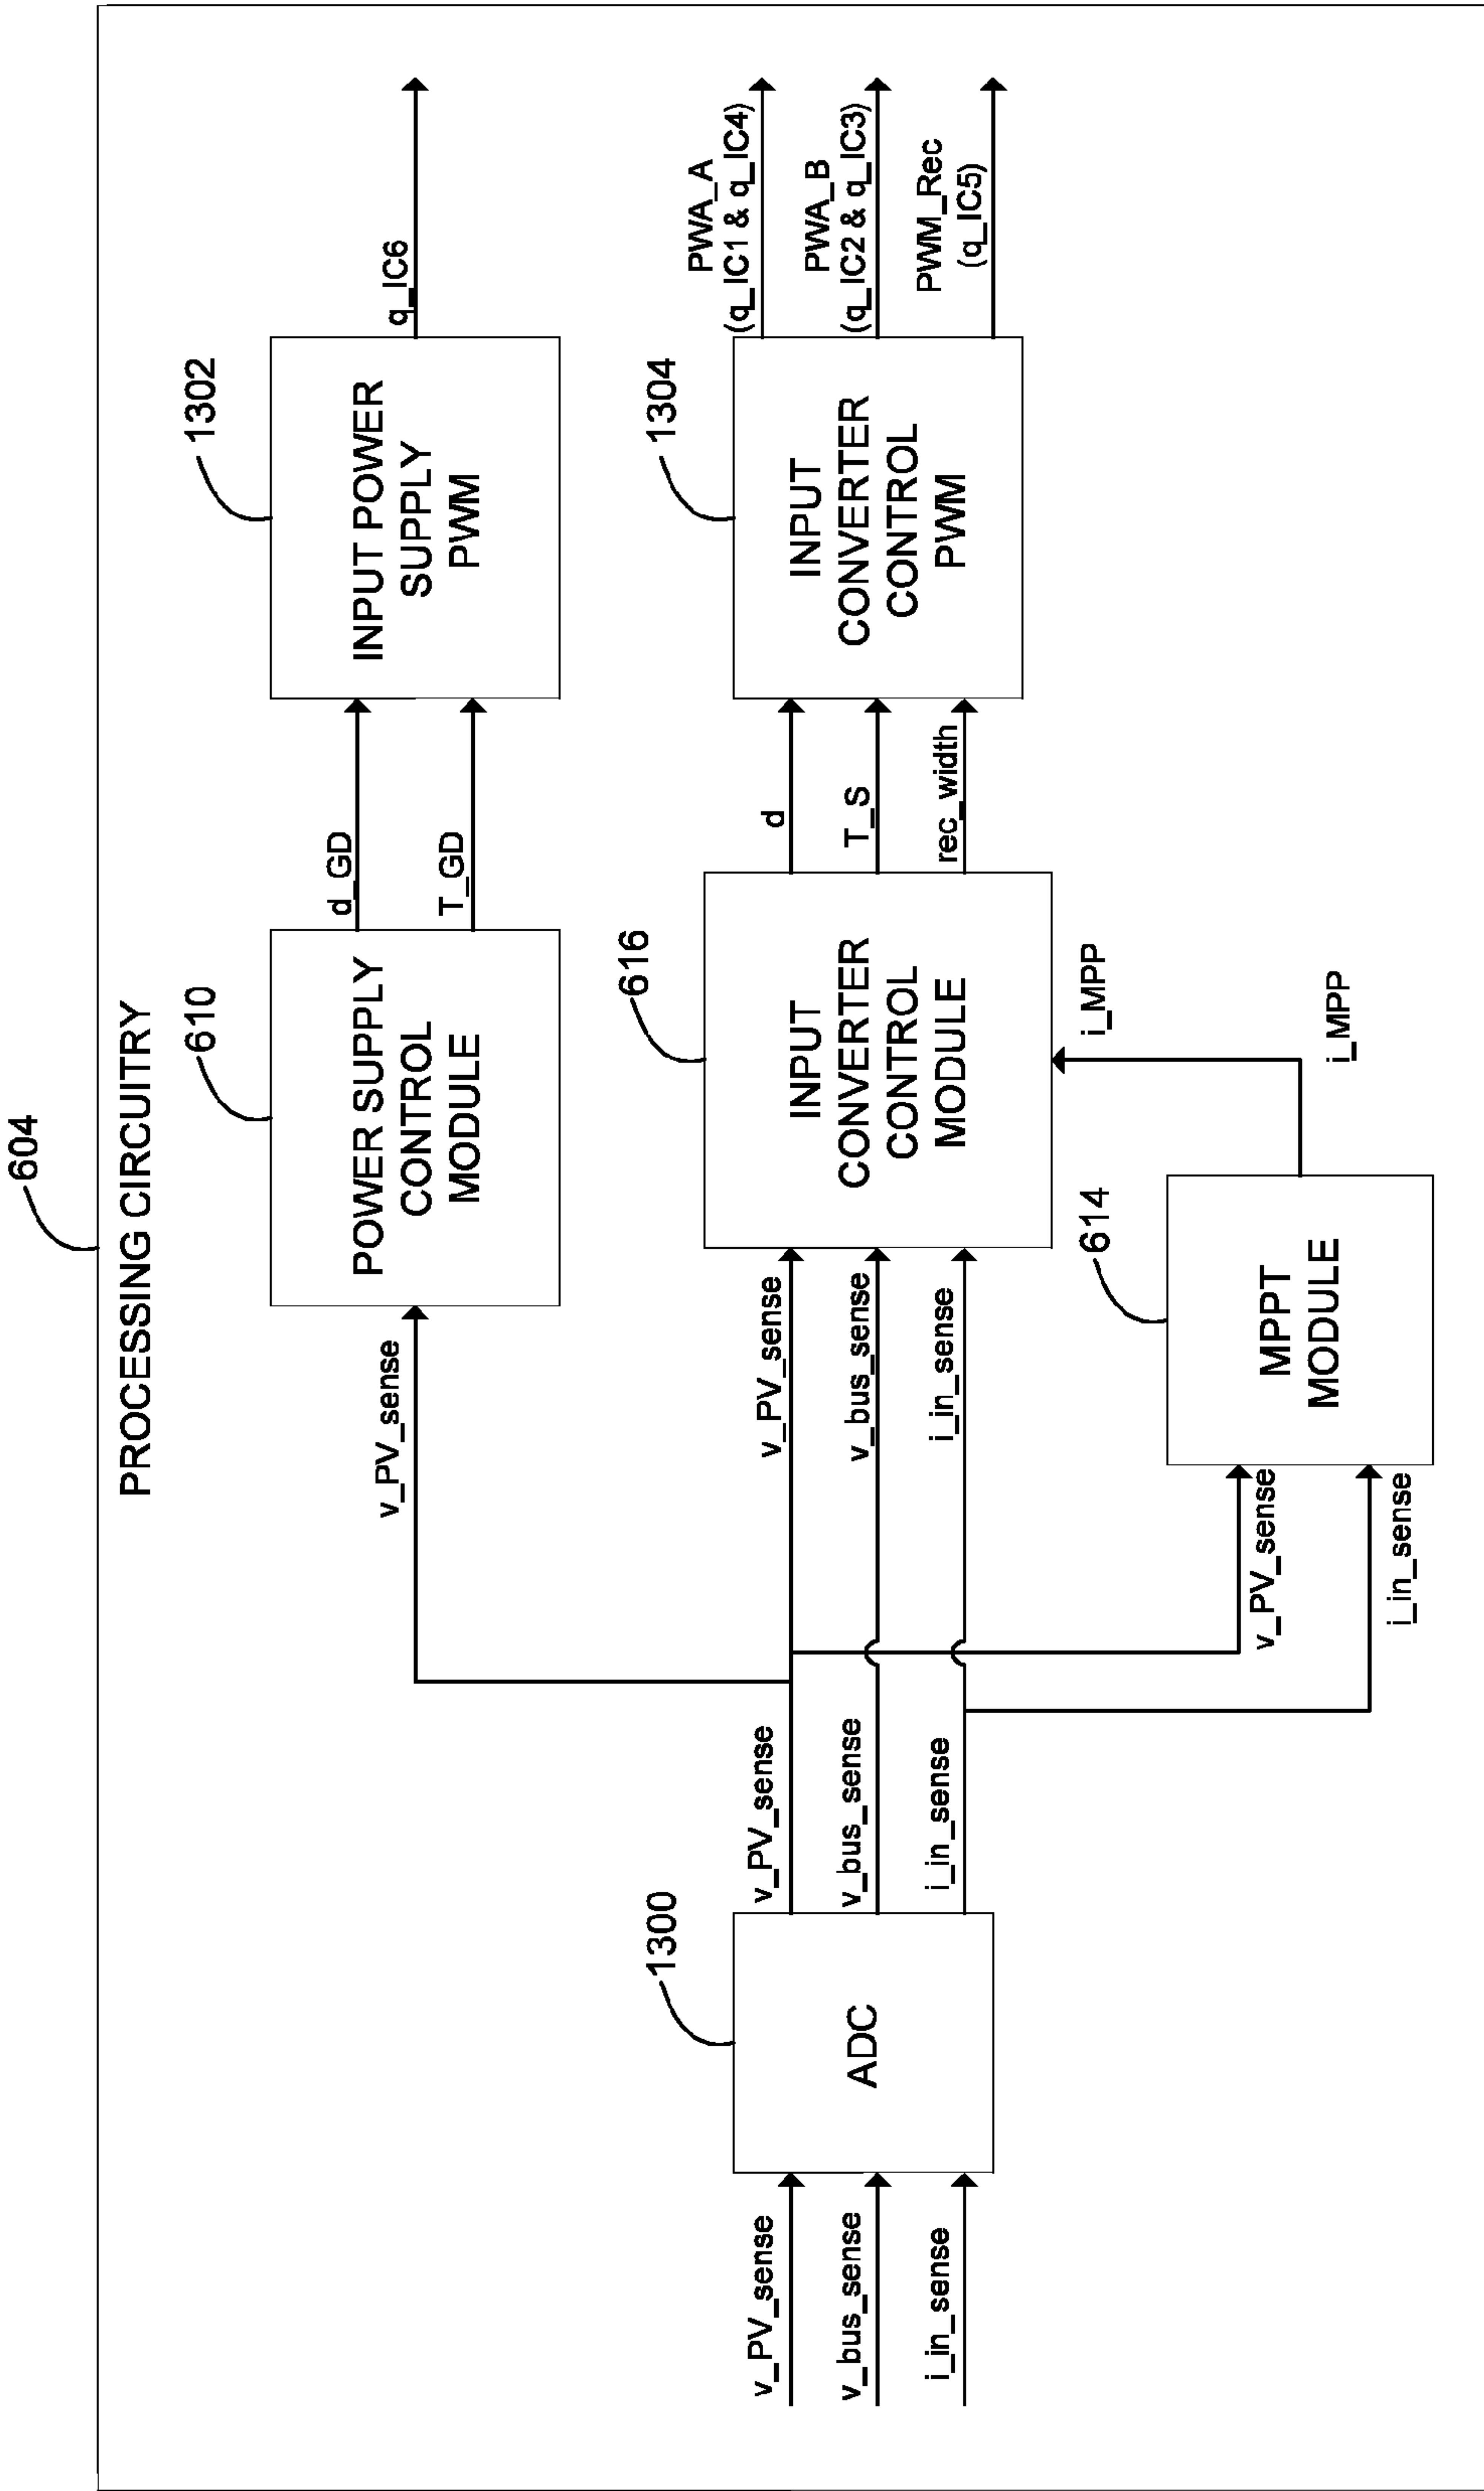 604
PROCESSING CIRCUITRY
610
POWER SUPPLY
CONTROL
MODULE
v_PV_sense
d_GD
T_GD
1302
INPUT POWER
SUPPLY
PWM
q_IC6
1300
ADC
v_PV_sense
v_bus_sense
i_in_sense
v_PV_sense
v_bus_sense
i_in_sense
v_PV_sense
v_bus_sense
i_in_sense
616
INPUT
CONVERTER
CONTROL
MODULE
d
T_S
rec_width
1304
INPUT
CONVERTER
CONTROL
PWM
PWA_A
(q_IC1 & q_IC4)
PWA_B
(q_IC2 & q_IC3)
PWM_Rec
(q_IC5)
v_PV_sense
i_in_sense
614
MPPT
MODULE
i_MPP
i_MPP